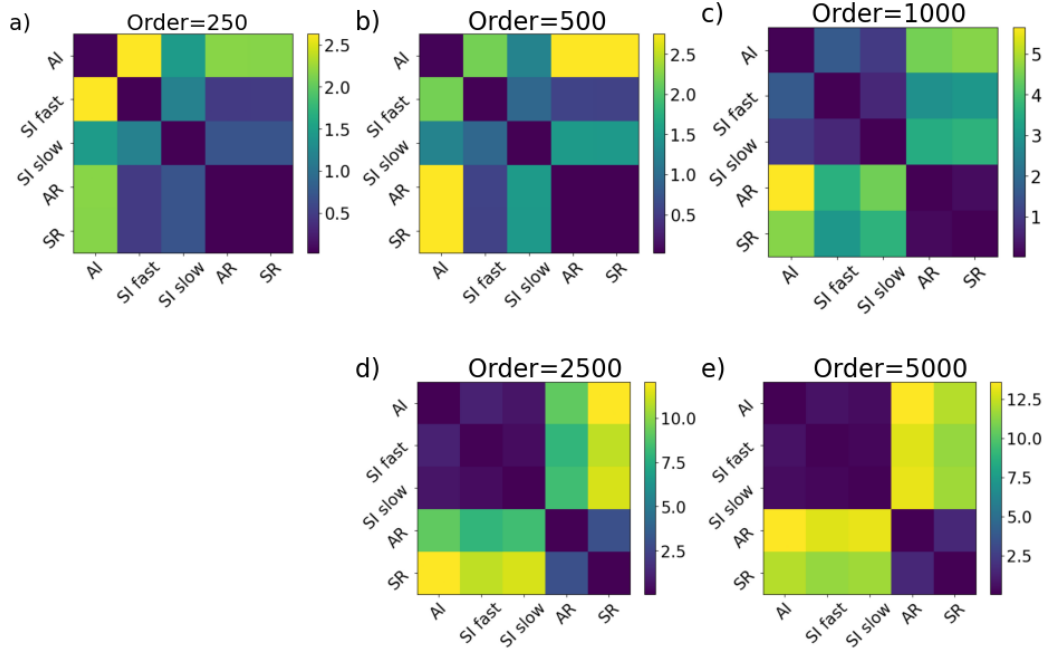 a) Order=250
AI
SI fast
SI slow
AR
SR
AI SI fast SI slow AR SR
2.5
2.0
1.5
1.0
0.5
b) Order=500
AI
SI fast
SI slow
AR
SR
AI SI fast SI slow AR SR
2.5
2.0
1.5
1.0
0.5
c) Order=1000
AI
SI fast
SI slow
AR
SR
AI SI fast SI slow AR SR
5
4
3
2
1
d) Order=2500
AI
SI fast
SI slow
AR
SR
AI SI fast SI slow AR SR
10.0
7.5
5.0
2.5
e) Order=5000
AI
SI fast
SI slow
AR
SR
AI SI fast SI slow AR SR
12.5
10.0
7.5
5.0
2.5